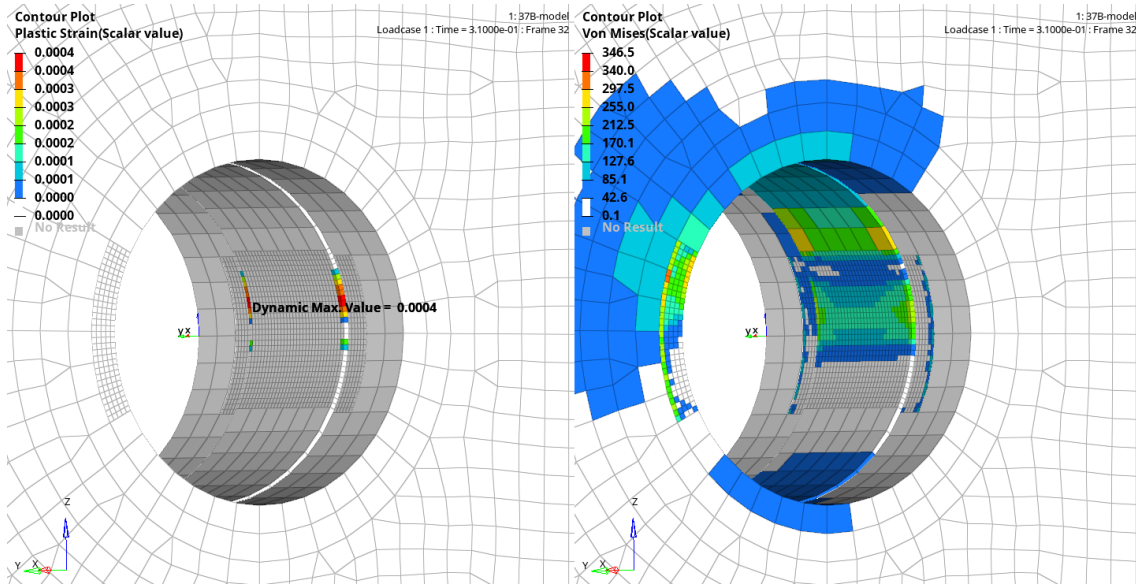 Contour Plot
Plastic Strain(Scalar value)
1: 37B-model
Loadcase 1 : Time = 3.1000e-01 : Frame 32
0.0004
0.0004
0.0003
0.0003
0.0002
0.0002
0.0001
0.0001
0.0000
0.0000
No Result
Dynamic Max. Value = 0.0004
Y X
Z
Y X
Contour Plot
Von Mises(Scalar value)
1: 37B-model
Loadcase 1 : Time = 3.1000e-01 : Frame 32
346.5
340.0
297.5
255.0
212.5
170.1
127.6
85.1
42.6
0.1
No Result
Y X
Z
Y X